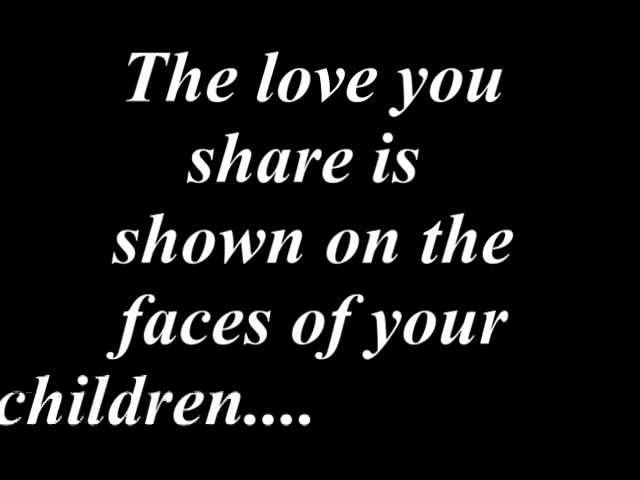 The love you
share is
shown on the
faces of your
children....